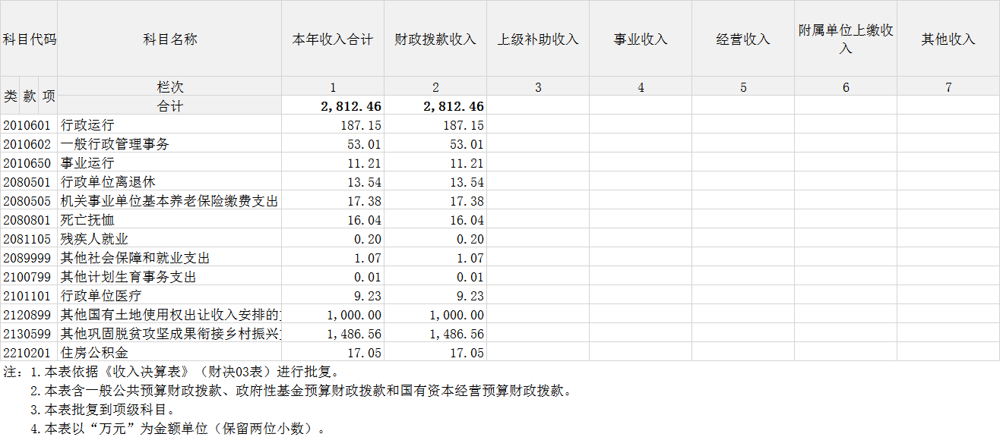 科目代码 科目名称 本年收入合计 财政拨款收入 上级补助收入 事业收入 经营收入 附属单位上缴收入 其他收入
类 款 项 栏次 1 2 3 4 5 6 7
合计 2,812.46 2,812.46
2010601 行政运行 187.15 187.15
2010602 一般行政管理事务 53.01 53.01
2010650 事业运行 11.21 11.21
2080501 行政单位离退休 13.54 13.54
2080505 机关事业单位基本养老保险缴费支出 17.38 17.38
2080801 死亡抚恤 16.04 16.04
2081105 残疾人就业 0.20 0.20
2089999 其他社会保障和就业支出 1.07 1.07
2100799 其他计划生育事务支出 0.01 0.01
2101101 行政单位医疗 9.23 9.23
2120899 其他国有土地使用权出让收入安排的 1,000.00 1,000.00
2130599 其他巩固脱贫攻坚成果衔接乡村振兴 1,486.56 1,486.56
2210201 住房公积金 17.05 17.05
注：1.本表依据《收入决算表》（财决03表）进行批复。
2.本表含一般公共预算财政拨款、政府性基金预算财政拨款和国有资本经营预算财政拨款。
3.本表批复到项级科目。
4.本表以“万元”为金额单位（保留两位小数）。